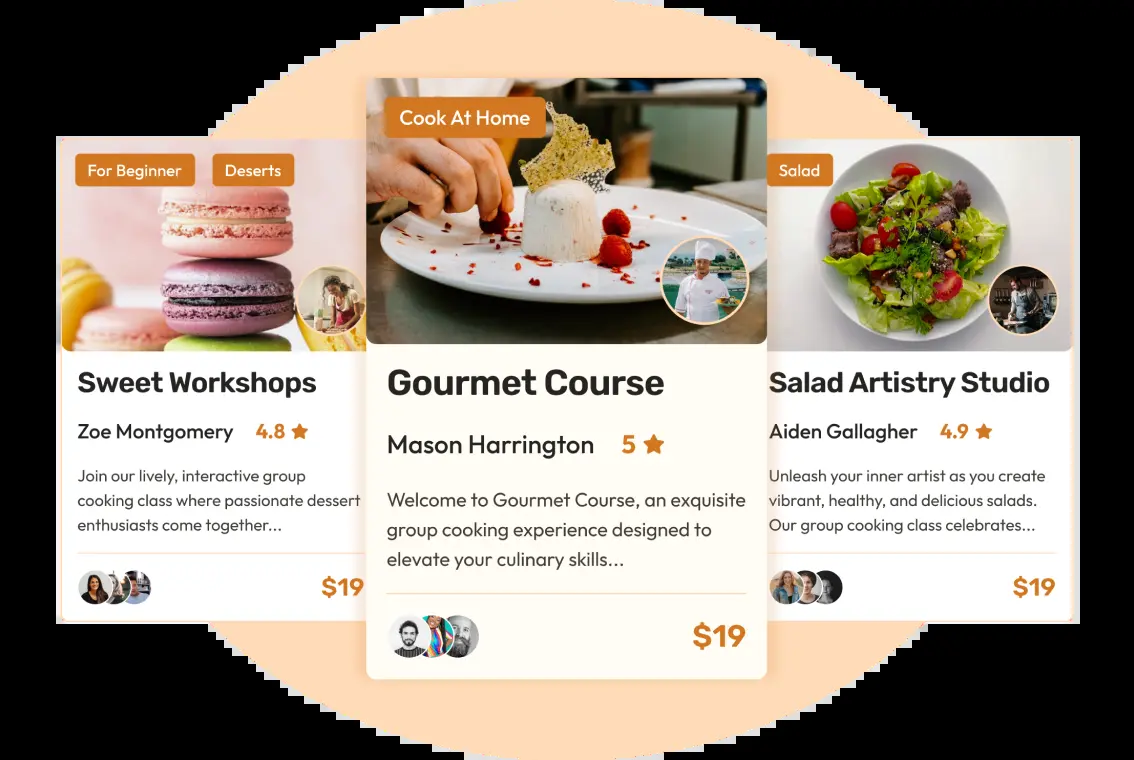 For Beginner
Deserts
Sweet Workshops
Zoe Montgomery 4.8
Join our lively, interactive group
cooking class where passionate dessert
enthusiasts come together...
$19
Cook At Home
Gourmet Course
Mason Harrington 5
Welcome to Gourmet Course, an exquisite
group cooking experience designed to
elevate your culinary skills...
$19
Salad
Salad Artistry Studio
Aiden Gallagher 4.9
Unleash your inner artist as you create
vibrant, healthy, and delicious salads.
Our group cooking class celebrates...
$19